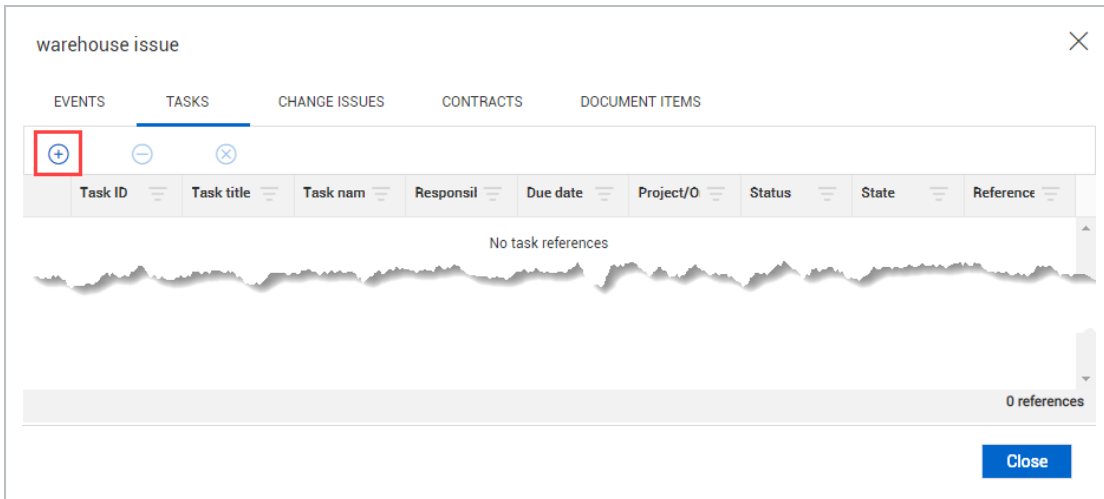 warehouse issue
EVENTS TASKS CHANGE ISSUES CONTRACTS DOCUMENT ITEMS
Task ID Task title Task nam Responsil Due date Project/O Status State Reference
No task references
0 references
Close